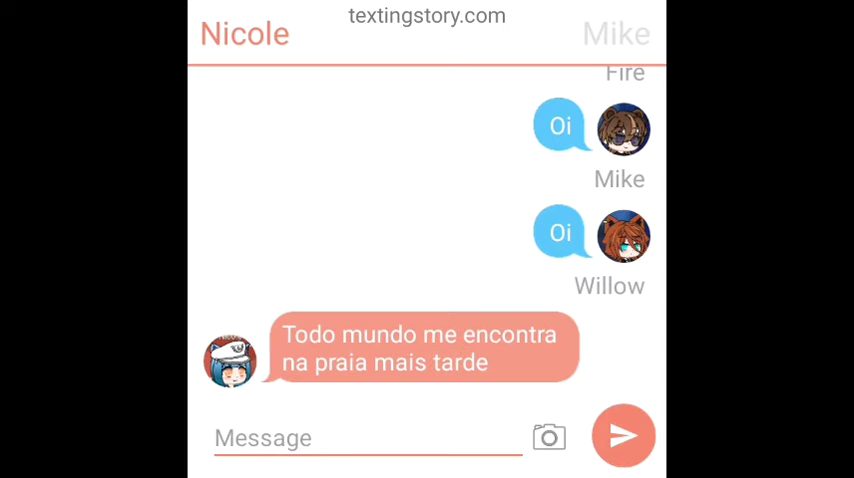 textingstory.com
Nicole
Mike
Fire
Oi
Mike
Oi
Willow
Todo mundo me encontra
na praia mais tarde
Message